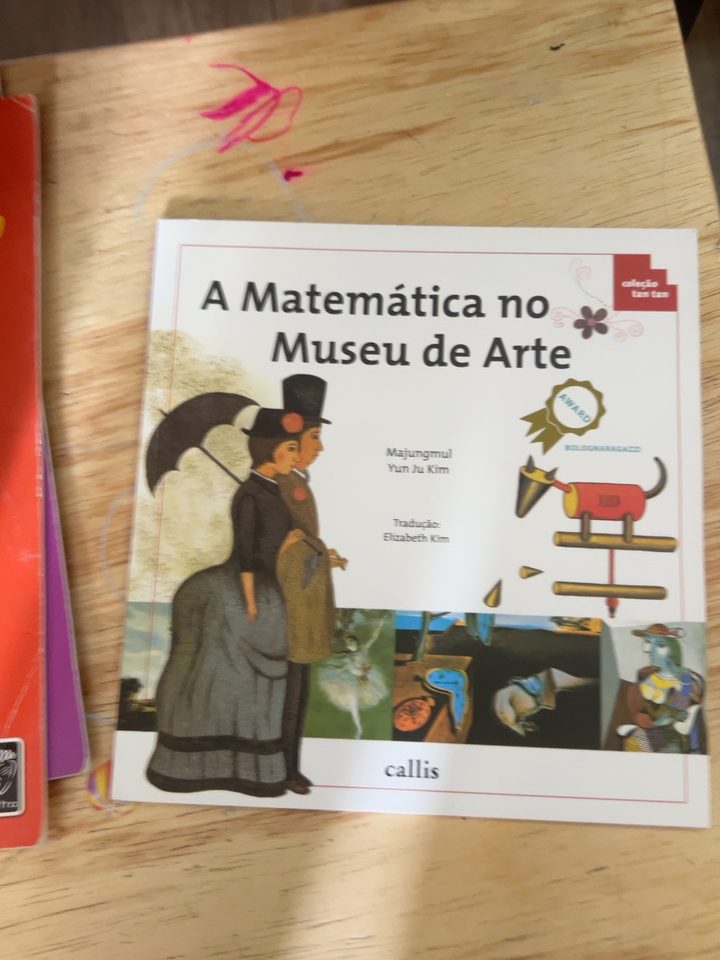 A Matemática no
Museu de Arte
coleção
tan tan
AWARD
BOLOGNARAGAZZI
Majungmul
Yun Ju Kim
Tradução:
Elizabeth Kim
callis